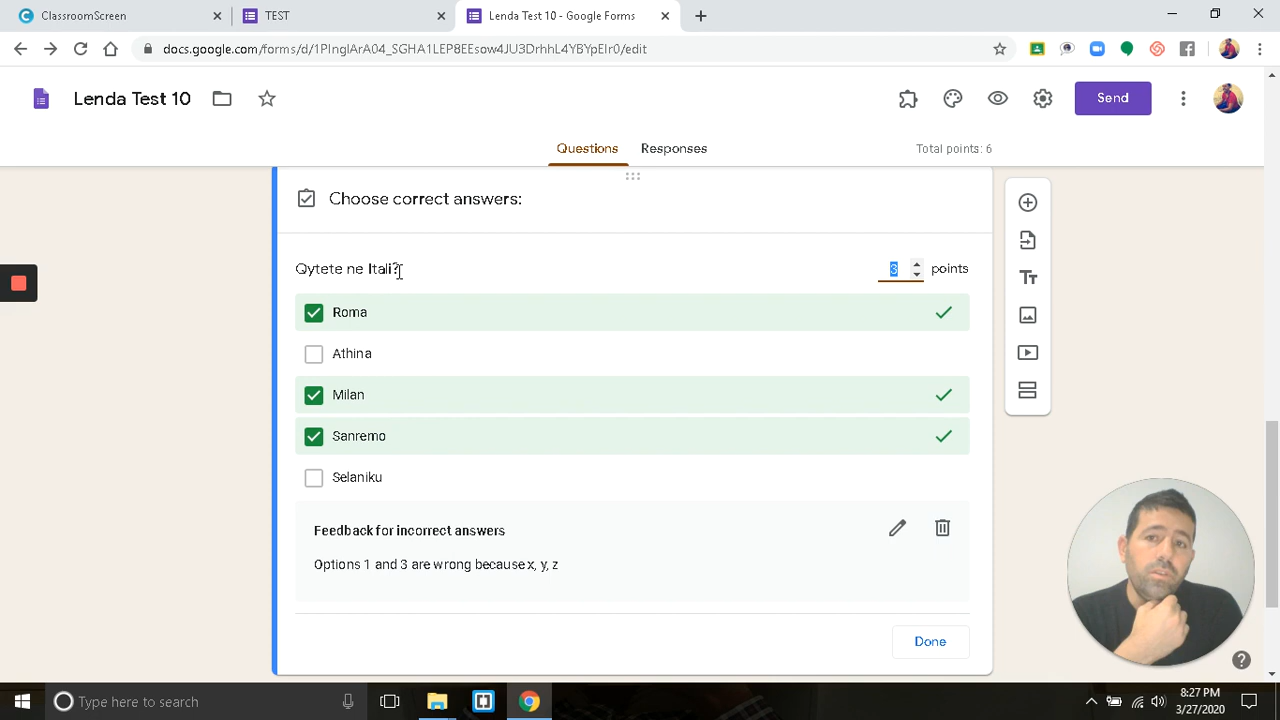 ClassroomScreen
TEST
Lenda Test 10 - Google Forms
docs.google.com/forms/d/1PIngIArA04_SGHA1LEP8EEsow4JU3DrhhL4YBYpEIr0/edit
Lenda Test 10
Send
Questions
Responses
Total points: 6
Choose correct answers:
Qytete ne Itali?
3 points
Roma
Athina
Milan
Sanremo
Selaniku
Feedback for incorrect answers
Options 1 and 3 are wrong because x, y, z
Done
Type here to search
8:27 PM
3/27/2020